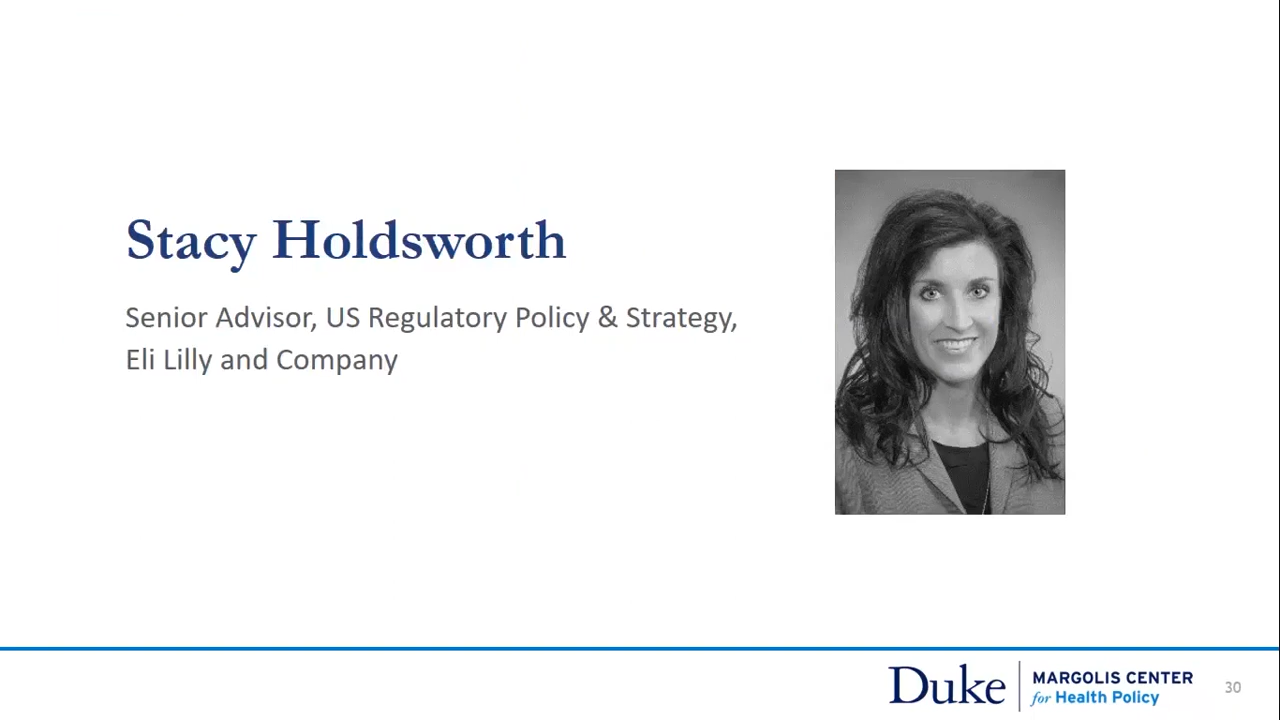 Stacy Holdsworth
Senior Advisor, US Regulatory Policy & Strategy,
Eli Lilly and Company
Duke
MARGOLIS CENTER
for Health Policy
30